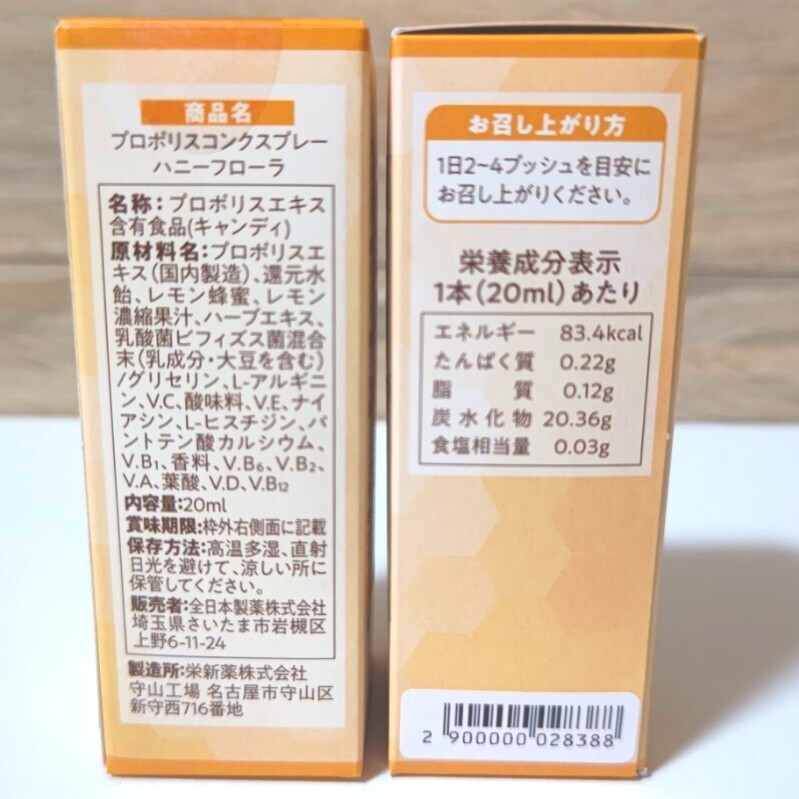 商品名
プロポリスコンクスプレー
ハニーフローラ
名称：プロポリスエキス
含有食品(キャンディ)
原材料名：プロポリスエ
キス（国内製造）、還元水
飴、レモン蜂蜜、レモン
濃縮果汁、ハーブエキス、
乳酸菌ビフィズス菌混合
末（乳成分・大豆を含む）
/グリセリン、L-アルギニ
ン、V.C、酸味料、V.E、ナイ
アシン、L-ヒスチジン、パ
ントテン酸カルシウム、
V.B1、香料、V.B6、V.B2、
V.A、葉酸、V.D、V.B12
内容量：20ml
賞味期限：枠外右側面に記載
保存方法：高温多湿、直射
日光を避けて、涼しい所に
保管してください。
販売者：全日本製薬株式会社
埼玉県さいたま市岩槻区
上野6-11-24
製造所：栄新薬株式会社
守山工場 名古屋市守山区
新守西716番地
お召し上がり方
1日2~4プッシュを目安に
お召し上がりください。
栄養成分表示
1本（20ml）あたり
エネルギー 83.4kcal
たんぱく質 0.22g
脂質 0.12g
炭水化物 20.36g
食塩相当量 0.03g
2 900000 028388